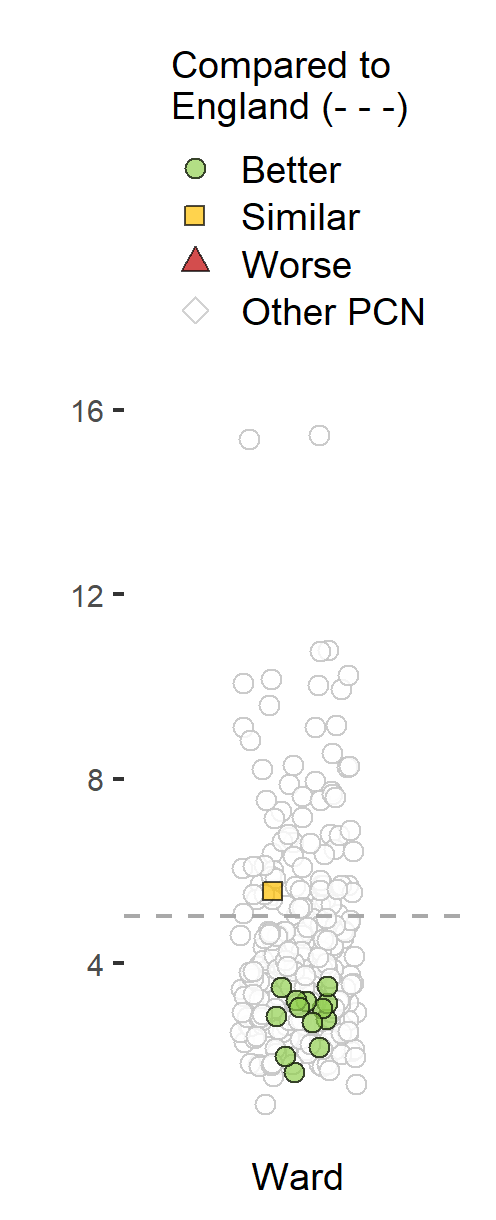 Compared to
England (- - -)
Better
Similar
Worse
Other PCN
16
12
8
4
Ward